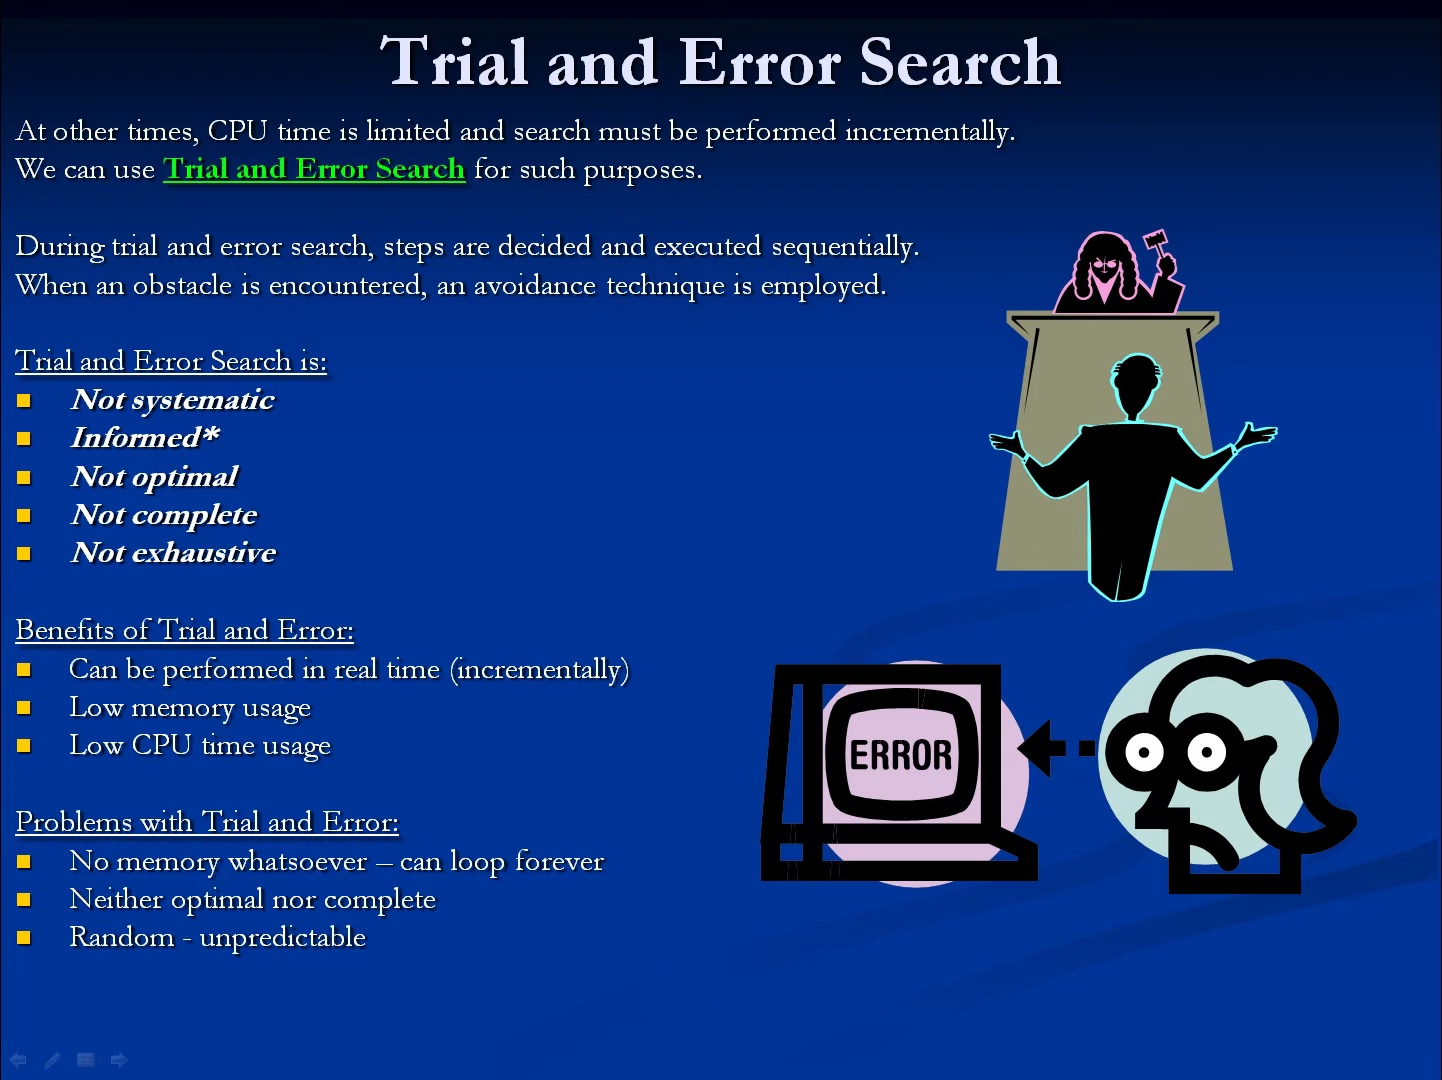 Trial and Error Search
At other times, CPU time is limited and search must be performed incrementally.
We can use Trial and Error Search for such purposes.
During trial and error search, steps are decided and executed sequentially.
When an obstacle is encountered, an avoidance technique is employed.
Trial and Error Search is:
Not systematic
Informed*
Not optimal
Not complete
Not exhaustive
Benefits of Trial and Error:
Can be performed in real time (incrementally)
Low memory usage
Low CPU time usage
ERROR
Problems with Trial and Error:
No memory whatsoever – can loop forever
Neither optimal nor complete
Random - unpredictable